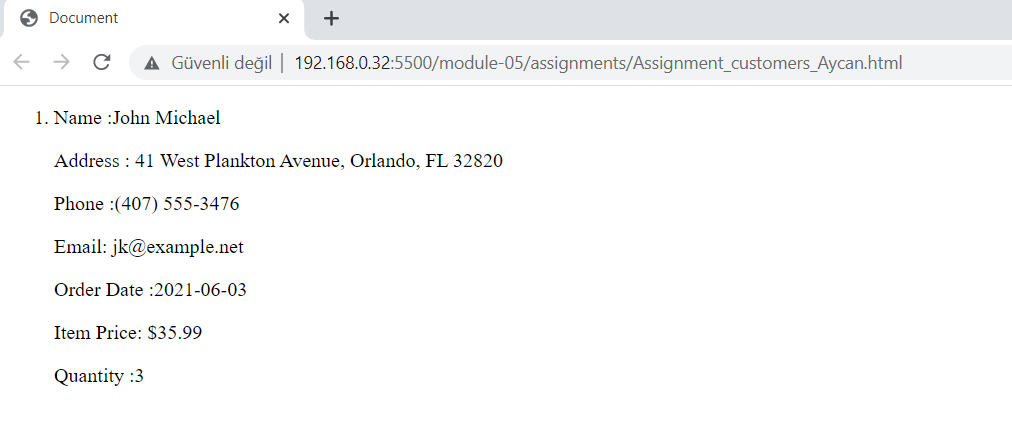 Document
Güvenli değil | 192.168.0.32:5500/module-05/assignments/Assignment_customers_Aycan.html
1. Name :John Michael
Address : 41 West Plankton Avenue, Orlando, FL 32820
Phone :(407) 555-3476
Email: jk@example.net
Order Date :2021-06-03
Item Price: $35.99
Quantity :3